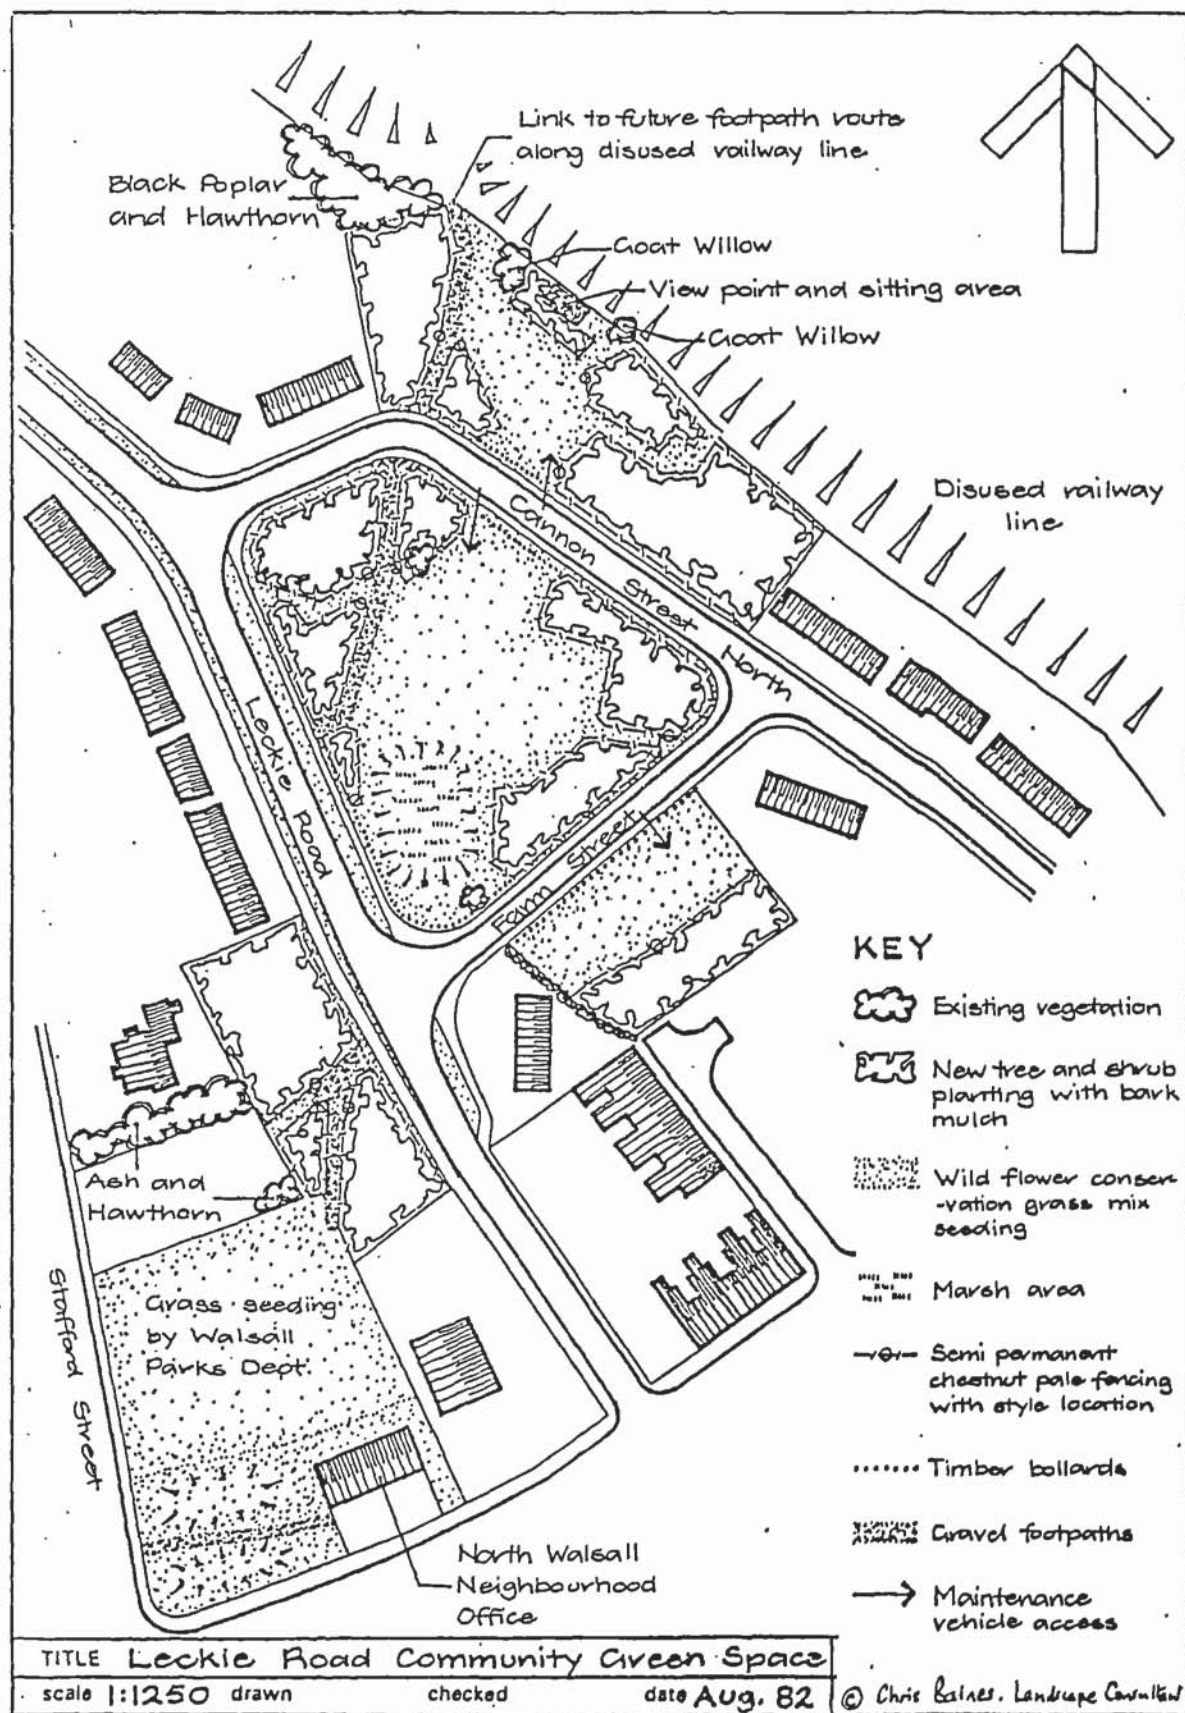 Link to future footpath route
along disused railway line
Black Poplar
and Hawthorn
Goat Willow
View point and sitting area
Goat Willow
Disused railway
line
Cannon Street North
Leckie Road
Farm Street
KEY
Existing vegetation
New tree and shrub
planting with bark
mulch
Wild flower conser
-vation grass mix
seeding
Marsh area
Semi permanent
chestnut pale fencing
with style location
Timber bollards
Gravel footpaths
Maintenance
vehicle access
Ash and
Hawthorn
Stafford Street
Grass seeding
by Walsall
Parks Dept.
North Walsall
Neighbourhood
Office
TITLE Leckie Road Community Green Space
scale 1:1250 drawn checked date Aug. 82
© Chris Baines. Landscape Consultant